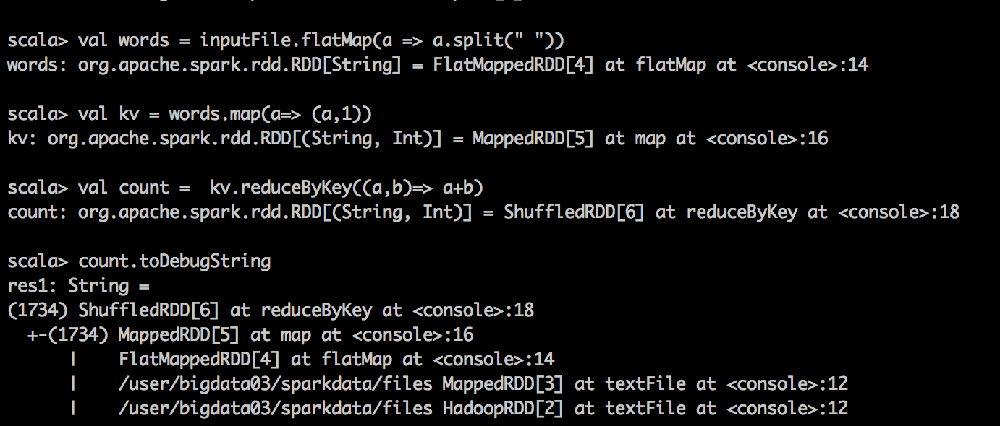 scala> val words = inputFile.flatMap(a => a.split(" "))
words: org.apache.spark.rdd.RDD[String] = FlatMappedRDD[4] at flatMap at <console>:14
scala> val kv = words.map(a=> (a,1))
kv: org.apache.spark.rdd.RDD[(String, Int)] = MappedRDD[5] at map at <console>:16
scala> val count =  kv.reduceByKey((a,b)=> a+b)
count: org.apache.spark.rdd.RDD[(String, Int)] = ShuffledRDD[6] at reduceByKey at <console>:18
scala> count.toDebugString
res1: String =
(1734) ShuffledRDD[6] at reduceByKey at <console>:18
  +-(1734) MappedRDD[5] at map at <console>:16
      |    FlatMappedRDD[4] at flatMap at <console>:14
      |    /user/bigdata03/sparkdata/files MappedRDD[3] at textFile at <console>:12
      |    /user/bigdata03/sparkdata/files HadoopRDD[2] at textFile at <console>:12